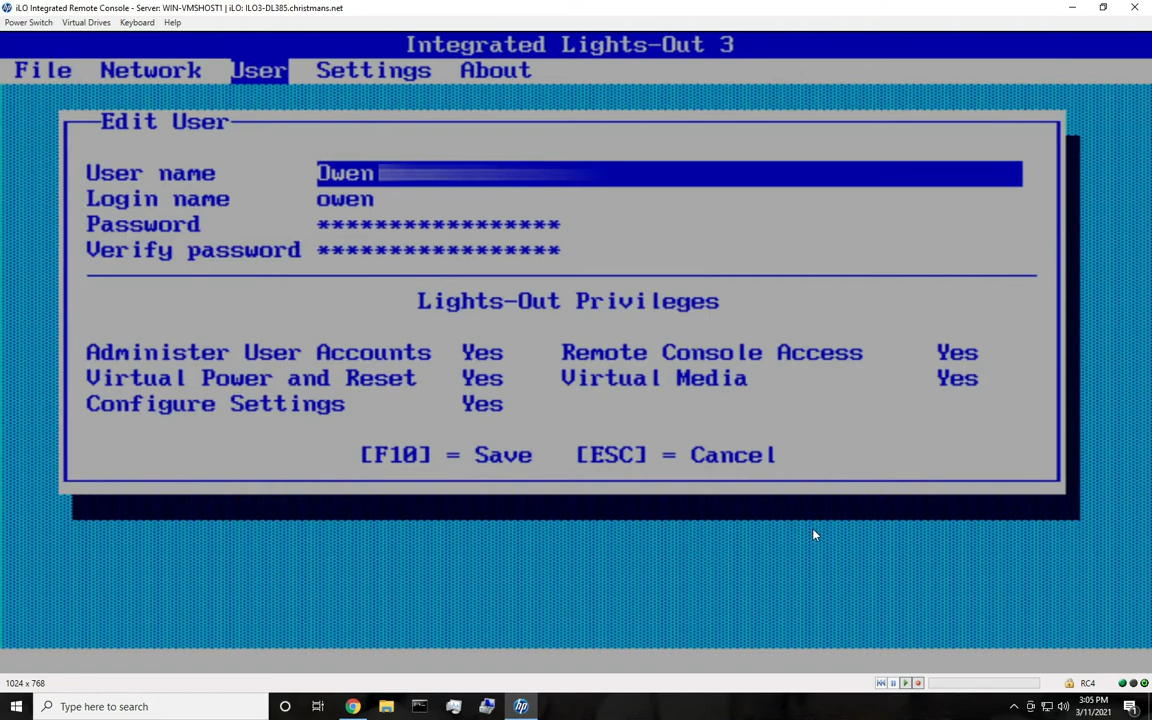 iLO Integrated Remote Console - Server: WIN-VMSHOST1 | iLO: ILO3-DL385.christmans.net
Power Switch Virtual Drives Keyboard Help
Integrated Lights-Out 3
File Network User Settings About
Edit User
User name Owen
Login name owen
Password *****************
Verify password *****************
Lights-Out Privileges
Administer User Accounts Yes Remote Console Access Yes
Virtual Power and Reset Yes Virtual Media Yes
Configure Settings Yes
[F10] = Save [ESC] = Cancel
1024 x 768 RC4
Type here to search
3:05 PM
3/11/2021